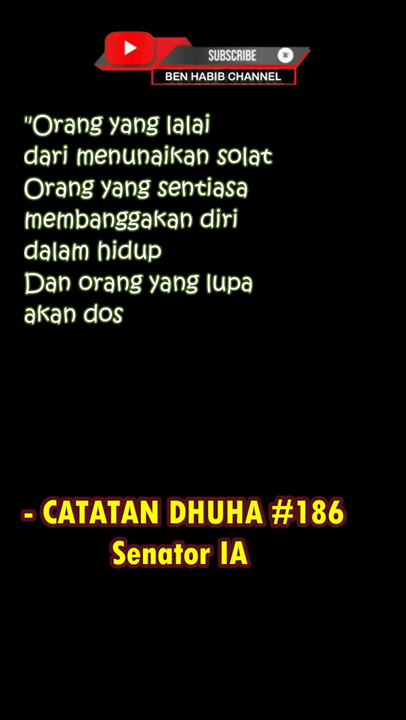 SUBSCRIBE
BEN HABIB CHANNEL
"Orang yang lalai
dari menunaikan solat
Orang yang sentiasa
membanggakan diri
dalam hidup
Dan orang yang lupa
akan dos
- CATATAN DHUHA #186
Senator IA